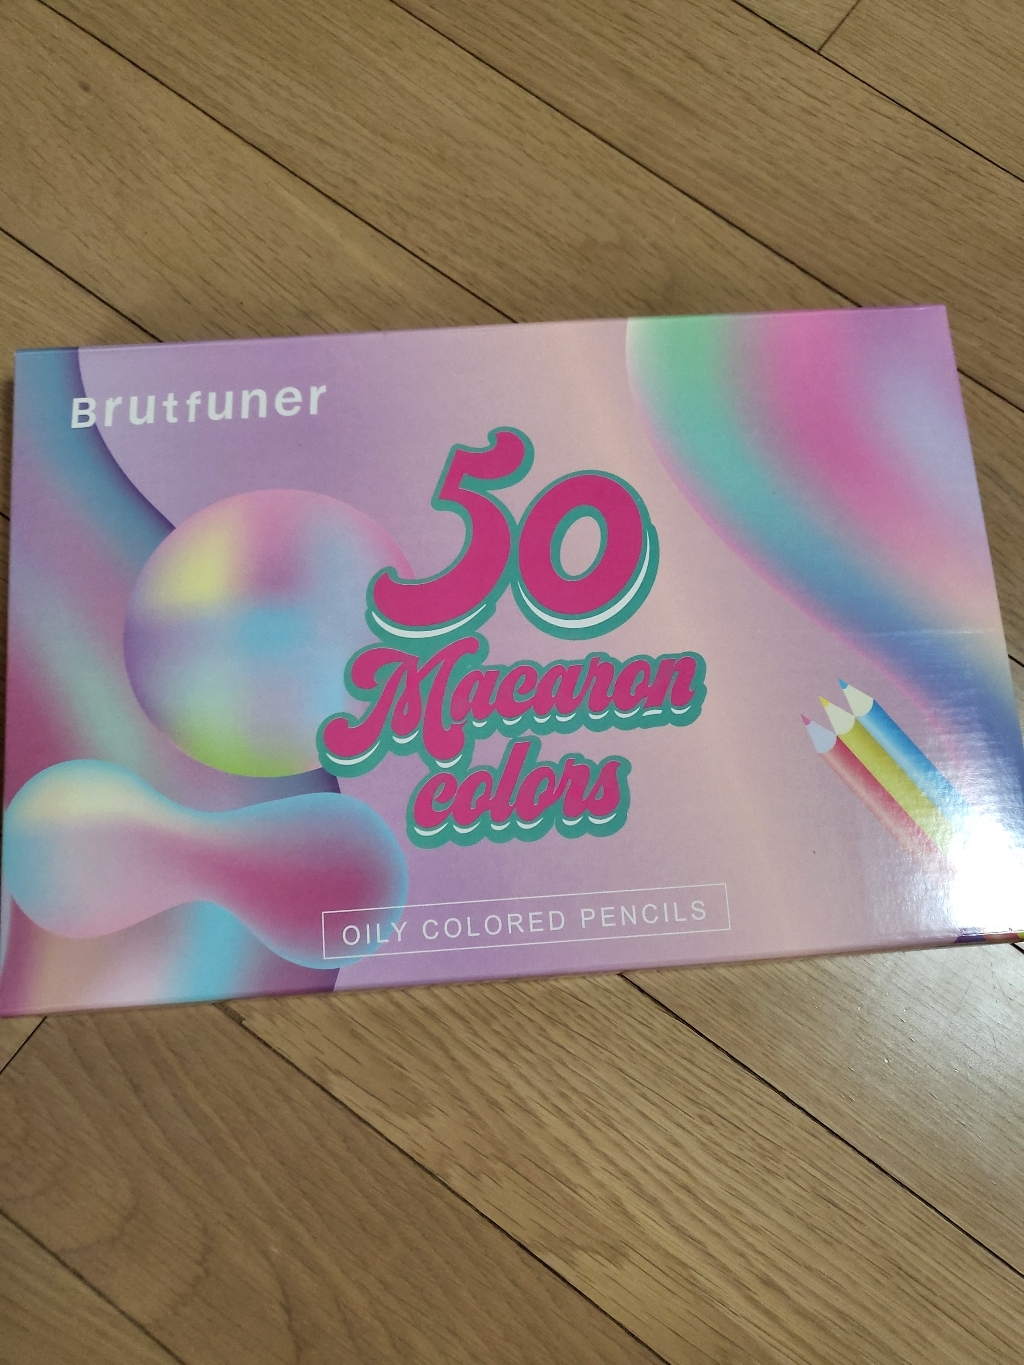 Brutfuner
50
Macaron
colors
OILY COLORED PENCILS